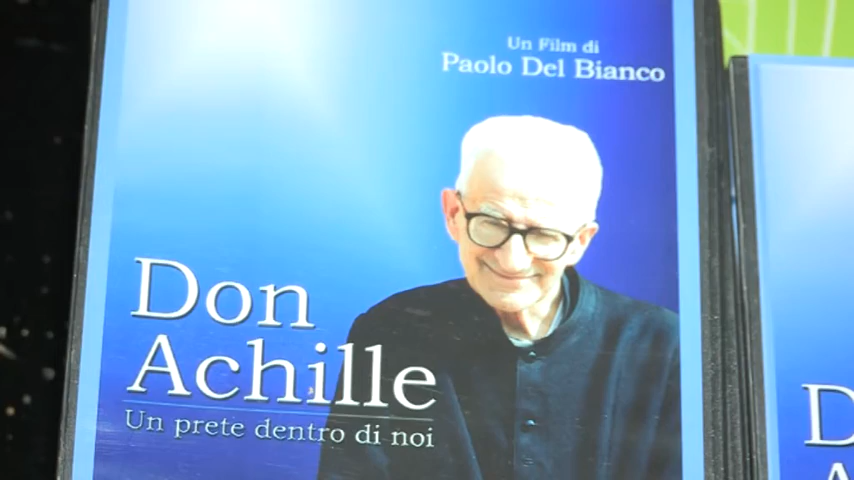 Un Film di
Paolo Del Bianco
Don
Achille
Un prete dentro di noi
D